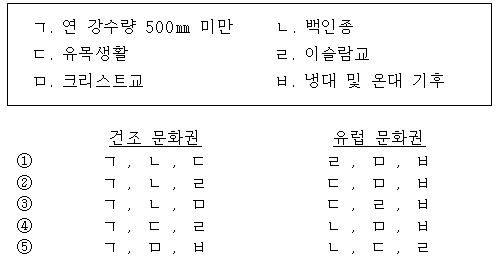 ㄱ. 연 강수량 500㎜ 미만 ㄴ. 백인종
ㄷ. 유목생활 ㄹ. 이슬람교
ㅁ. 크리스트교 ㅂ. 냉대 및 온대 기후
건조 문화권 유럽 문화권
① ㄱ, ㄴ, ㄷ ㄹ, ㅁ, ㅂ
② ㄱ, ㄴ, ㄹ ㄷ, ㅁ, ㅂ
③ ㄱ, ㄴ, ㅁ ㄷ, ㄹ, ㅂ
④ ㄱ, ㄷ, ㄹ ㄴ, ㅁ, ㅂ
⑤ ㄱ, ㅁ, ㅂ ㄴ, ㄷ, ㄹ